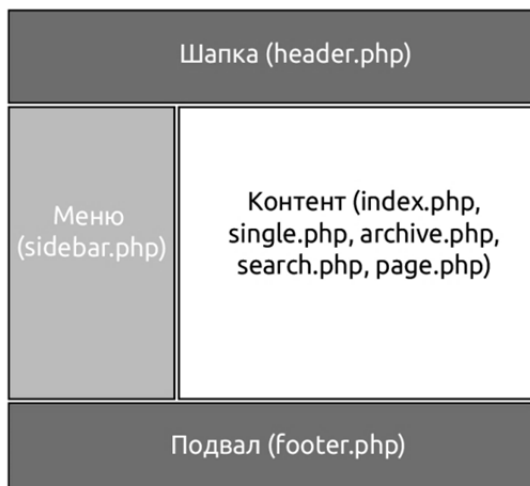 Шапка (header.php)
Меню
(sidebar.php)
Контент (index.php,
single.php, archive.php,
search.php, page.php)
Подвал (footer.php)